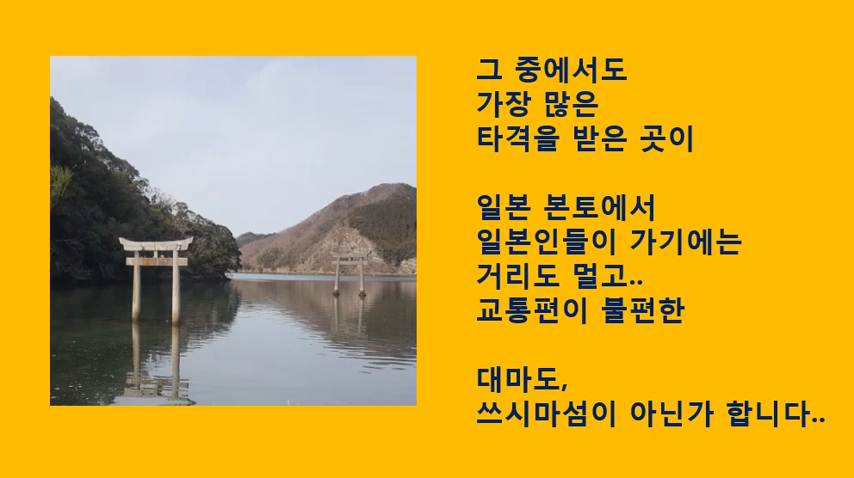 그 중에서도
가장 많은
타격을 받은 곳이
일본 본토에서
일본인들이 가기에는
거리도 멀고..
교통편이 불편한
대마도,
쓰시마섬이 아닌가 합니다..